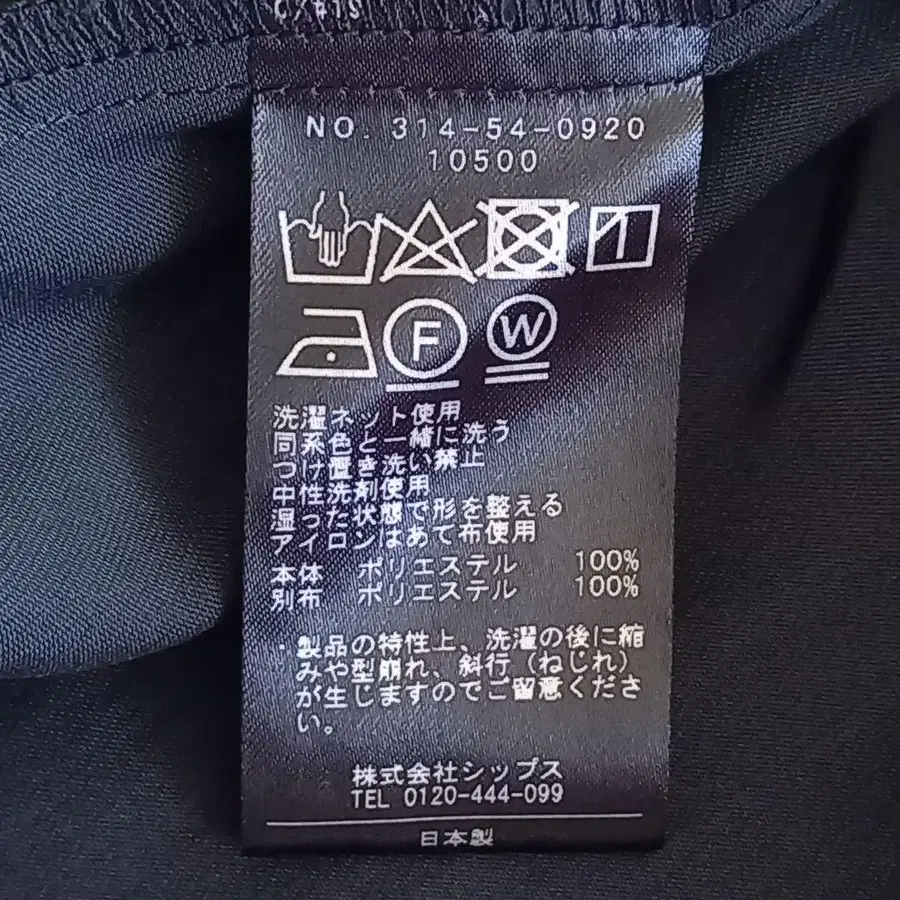 NO. 314-54-0920
10500
F W
洗濯ネット使用
同系色と一緒に洗う
つけ置き洗い禁止
中性洗剤使用
湿った状態で形を整える
アイロンはあて布使用
本体 ポリエステル 100%
別布 ポリエステル 100%
・製品の特性上、洗濯の後に縮
みや型崩れ、斜行(ねじれ)
が生じますのでご留意くださ
い。
株式会社シップス
TEL 0120-444-099
日本製